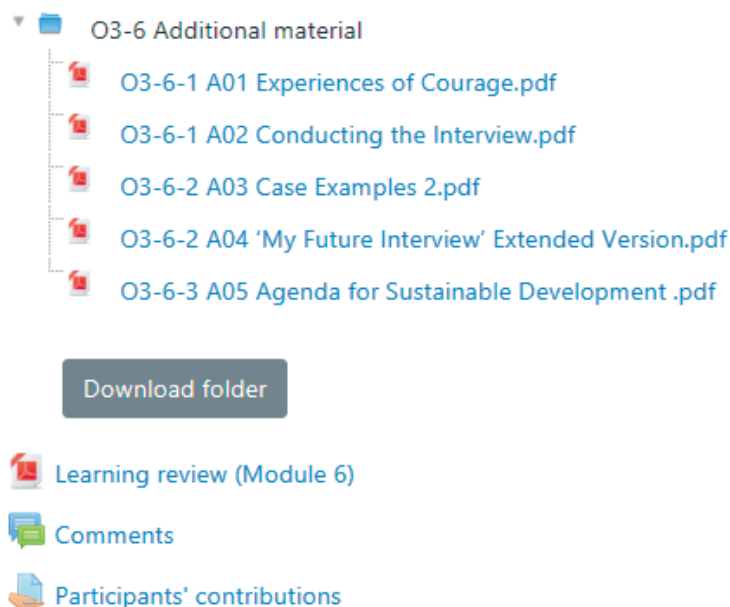 O3-6 Additional material
O3-6-1 A01 Experiences of Courage.pdf
O3-6-1 A02 Conducting the Interview.pdf
O3-6-2 A03 Case Examples 2.pdf
O3-6-2 A04 ‘My Future Interview’ Extended Version.pdf
O3-6-3 A05 Agenda for Sustainable Development .pdf
Download folder
Learning review (Module 6)
Comments
Participants' contributions